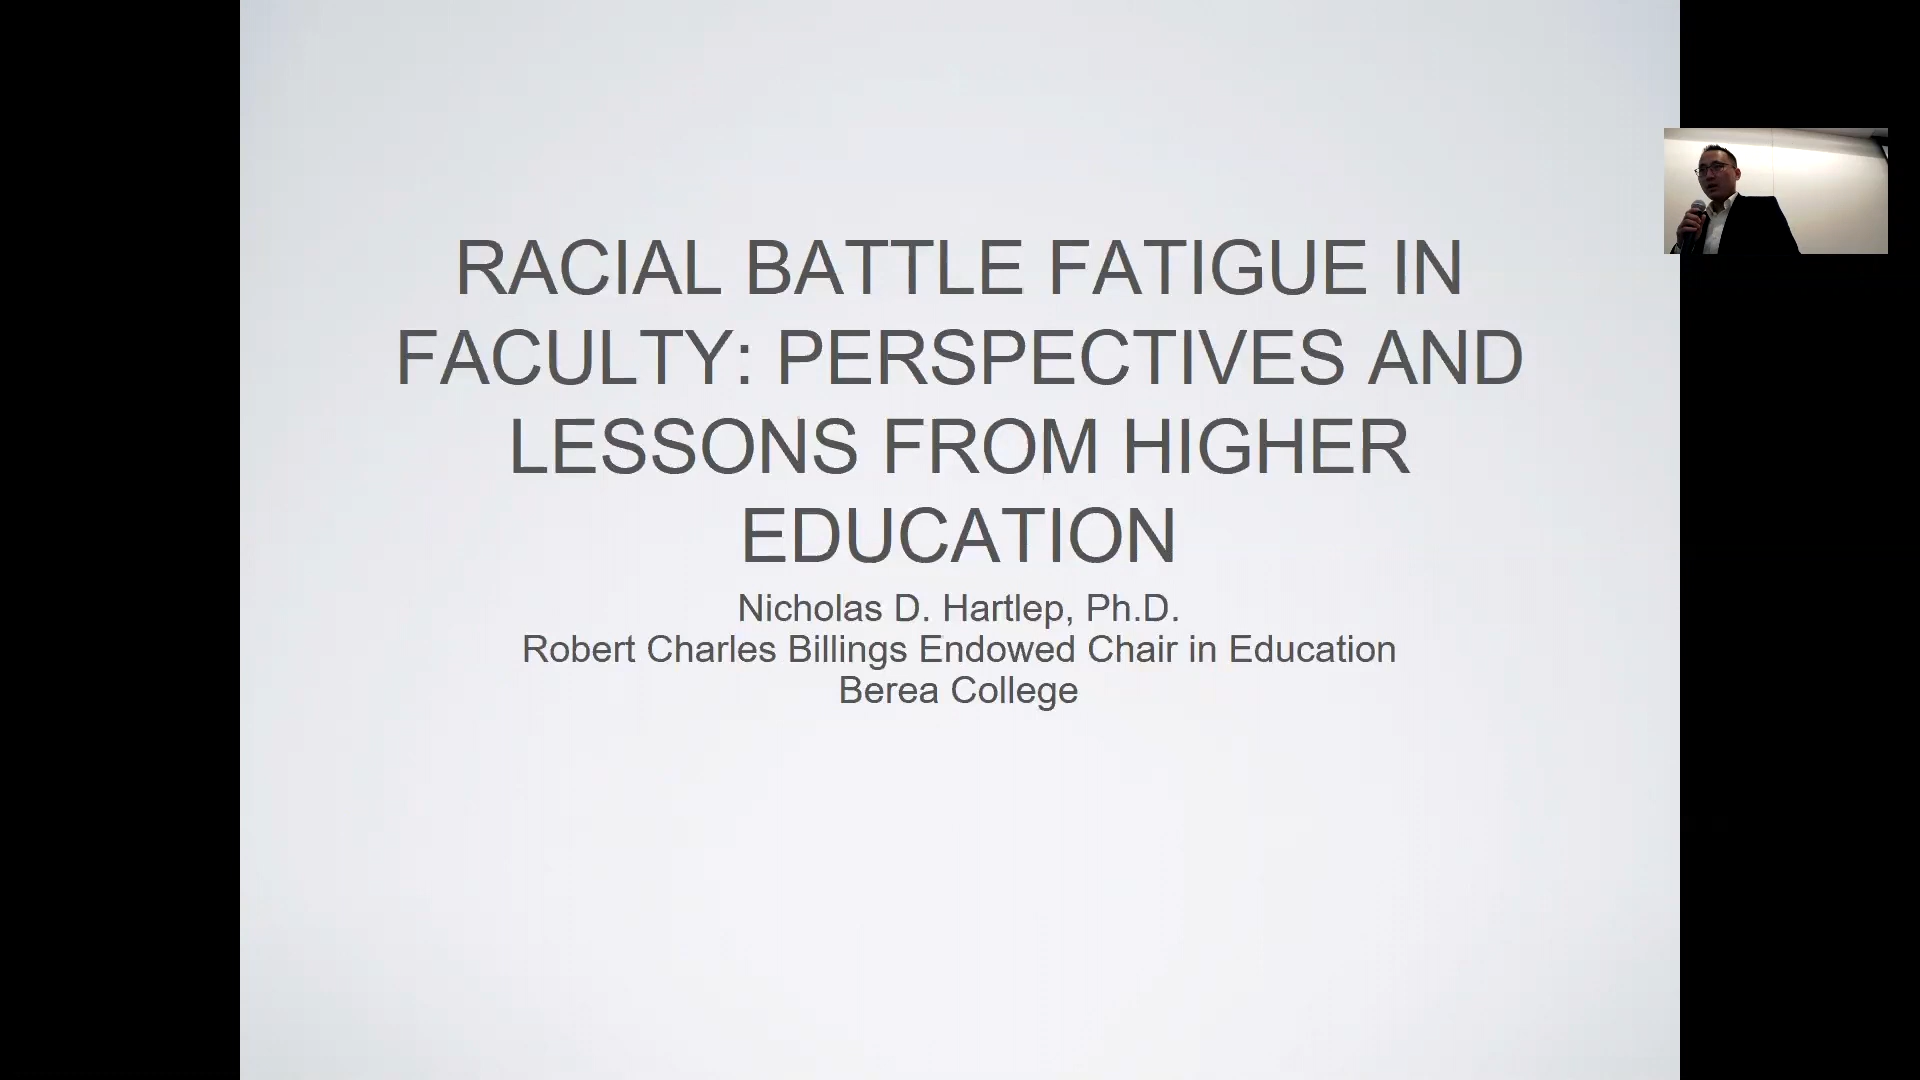 RACIAL BATTLE FATIGUE IN
FACULTY: PERSPECTIVES AND
LESSONS FROM HIGHER
EDUCATION
Nicholas D. Hartlep, Ph.D.
Robert Charles Billings Endowed Chair in Education
Berea College